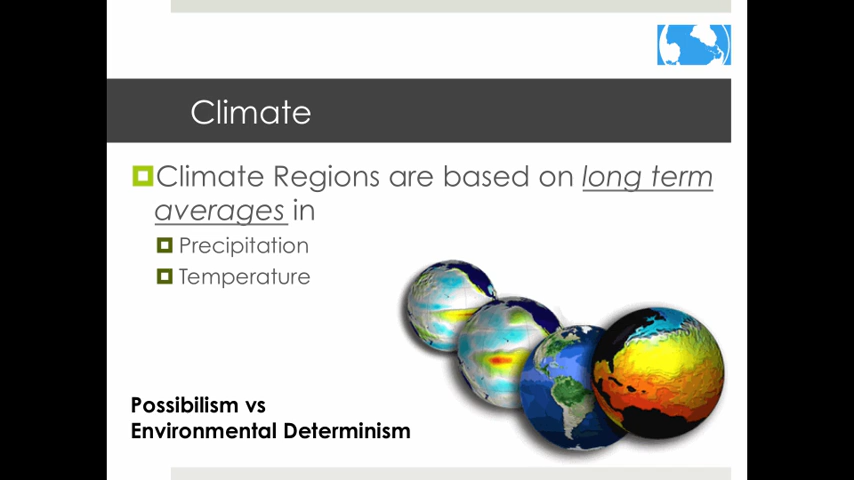 Climate
Climate Regions are based on long term
averages in
Precipitation
Temperature
Possibilism vs
Environmental Determinism